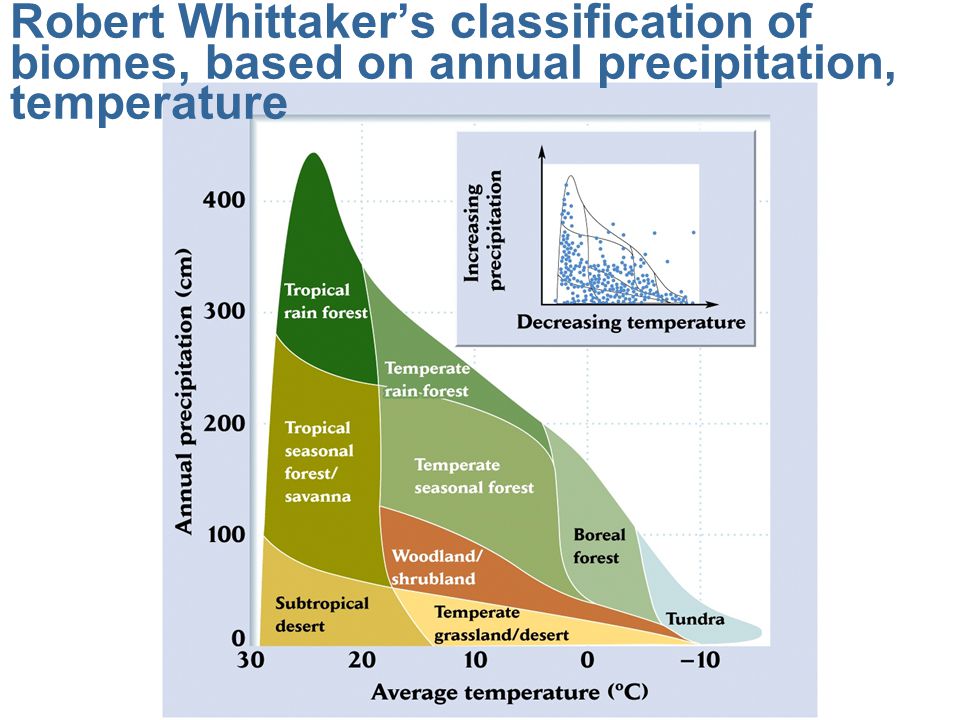 Robert Whittaker’s classification of
biomes, based on annual precipitation,
temperature
Annual precipitation (cm)
400
300
200
100
0
Tropical
rain forest
Temperate
rain forest
Tropical
seasonal
forest/
savanna
Temperate
seasonal forest
Boreal
forest
Woodland/
shrubland
Subtropical
desert
Temperate
grassland/desert
Tundra
30 20 10 0 –10
Average temperature (ºC)
Increasing
precipitation
Decreasing temperature